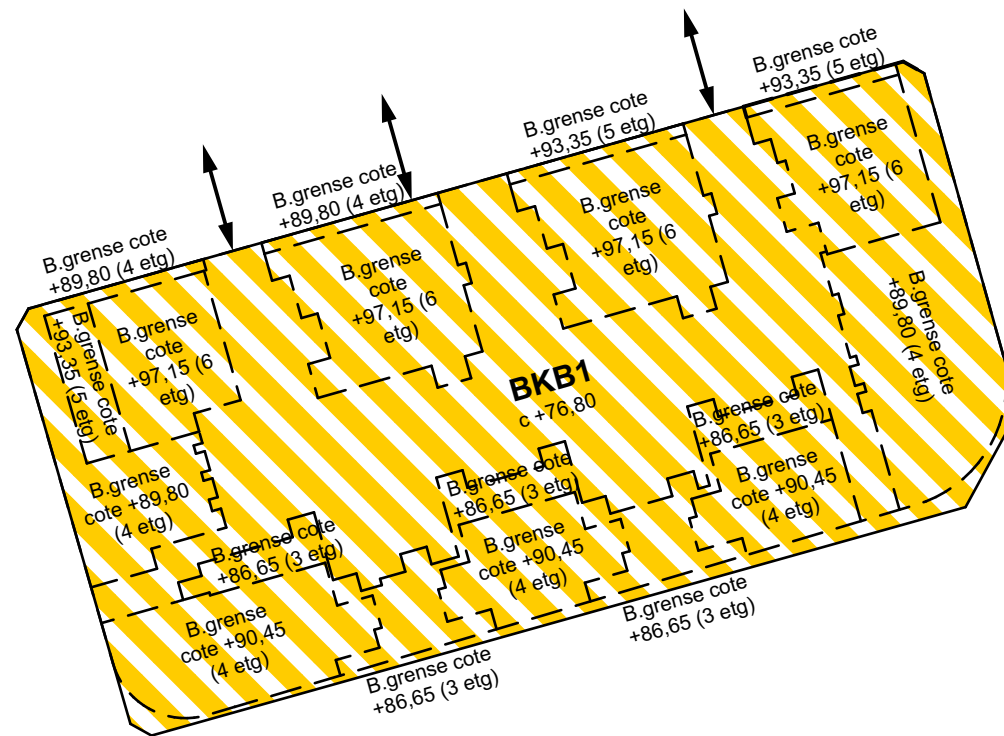 B.grense cote
+93,35 (5 etg)
B.grense cote
+93,35 (5 etg)
B.grense cote
+89,80 (4 etg)
B.grense cote
+89,80 (4 etg)
B.grense
cote
+97,15 (6
etg)
B.grense
cote
+97,15 (6
etg)
B.grense
cote
+97,15 (6
etg)
B.grense
cote
+97,15 (6
etg)
B.grense cote
+93,35 (5 etg)
B.grense cote
+89,80 (4 etg)
BKB1
c +76,80
B.grense cote
+86,65 (3 etg)
B.grense cote
+86,65 (3 etg)
B.grense cote
+86,65 (3 etg)
B.grense
cote +89,80
(4 etg)
B.grense
cote +90,45
(4 etg)
B.grense
cote +90,45
(4 etg)
B.grense
cote +90,45
(4 etg)
B.grense cote
+86,65 (3 etg)
B.grense cote
+86,65 (3 etg)